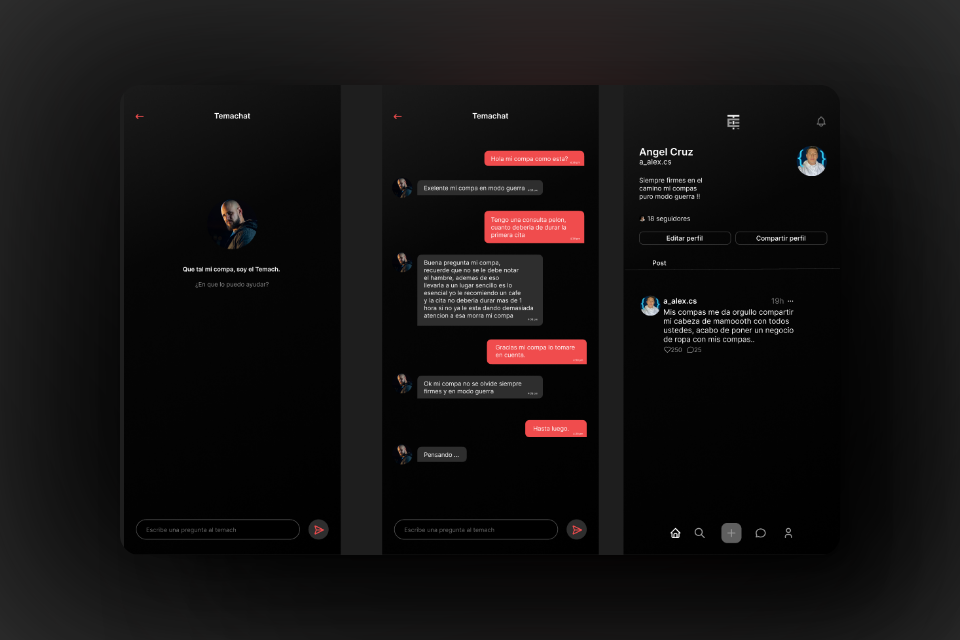 Temachat
Que tal mi compa, soy el Temach.
¿En que lo puedo ayudar?
Escribe una pregunta al temach
Temachat
Hola mi compa como esta?
Exelente mi compa en modo guerra
Tengo una consulta pelon,
cuanto deberia de durar la
primera cita
Buena pregunta mi compa,
recuerde que no se le debe notar
el hambre, ademas de eso
llevarla a un lugar sencillo es lo
esencial yo le recomiendo un cafe
y la cita no deberia durar mas de 1
hora si no ya le esta dando demasiada
atencion a esa morra mi compa
Gracias mi compa lo tomare
en cuenta.
Ok mi compa no se olvide siempre
firmes y en modo guerra
Hasta luego.
Pensando ...
Escribe una pregunta al temach
Angel Cruz
a_alex.cs
Siempre firmes en el
camino mi compas
puro modo guerra !!
18 seguidores
Editar perfil
Compartir perfil
Post
a_alex.cs
19h
Mis compas me da orgullo compartir
mi cabeza de mamooth con todos
ustedes, acabo de poner un negocio
de ropa con mis compas..
250 25